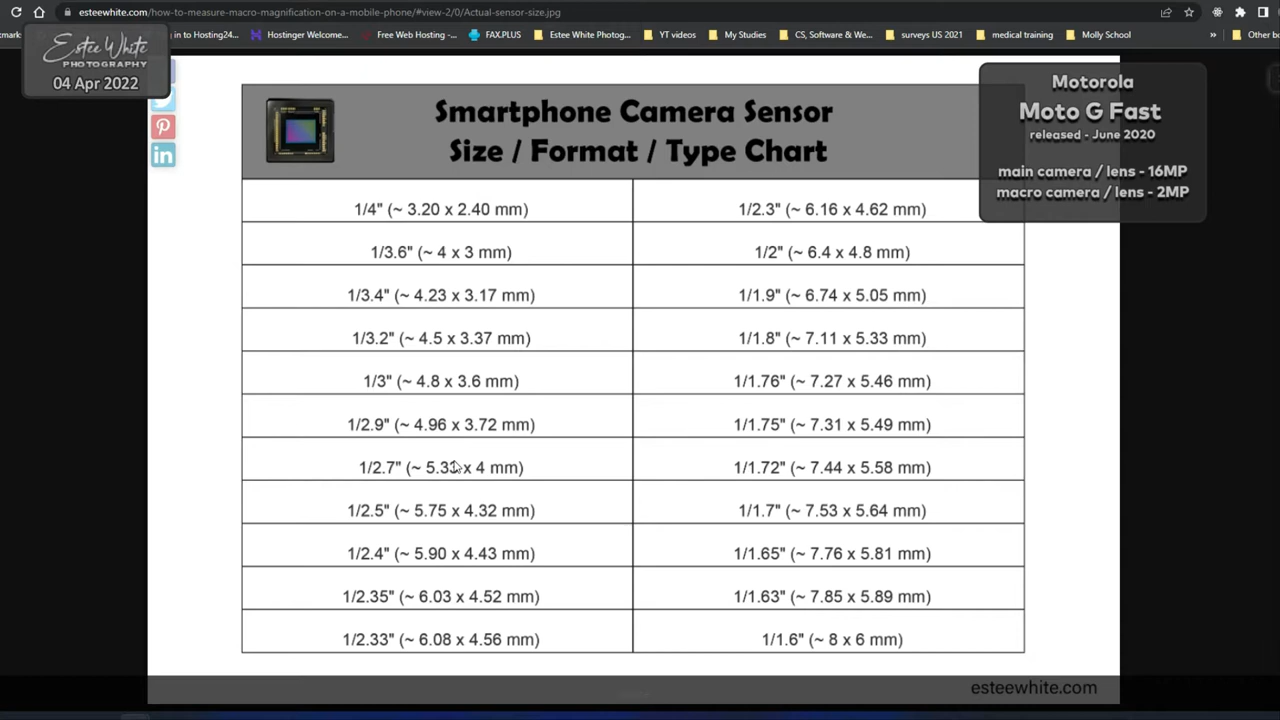 esteewhite.com/how-to-measure-macro-magnification-on-a-mobile-phone/#view-2/0/Actual-sensor-size.jpg
in to Hosting24...
Hostinger Welcome...
Free Web Hosting -...
FAX.PLUS
Estee White Photog...
YT videos
My Studies
CS, Software & We...
surveys US 2021
medical training
Molly School
»
Other bo
Estee White
PHOTOGRAPHY
04 Apr 2022
Motorola
Moto G Fast
released - June 2020
main camera / lens - 16MP
macro camera / lens - 2MP
Smartphone Camera Sensor
Size / Format / Type Chart
1/4" (~ 3.20 x 2.40 mm)
1/2.3" (~ 6.16 x 4.62 mm)
1/3.6" (~ 4 x 3 mm)
1/2" (~ 6.4 x 4.8 mm)
1/3.4" (~ 4.23 x 3.17 mm)
1/1.9" (~ 6.74 x 5.05 mm)
1/3.2" (~ 4.5 x 3.37 mm)
1/1.8" (~ 7.11 x 5.33 mm)
1/3" (~ 4.8 x 3.6 mm)
1/1.76" (~ 7.27 x 5.46 mm)
1/2.9" (~ 4.96 x 3.72 mm)
1/1.75" (~ 7.31 x 5.49 mm)
1/2.7" (~ x 4 mm)
1/1.72" (~ 7.44 x 5.58 mm)
1/2.5" (~ 5.75 x 4.32 mm)
1/1.7" (~ 7.53 x 5.64 mm)
1/2.4" (~ 5.90 x 4.43 mm)
1/1.65" (~ 7.76 x 5.81 mm)
1/2.35" (~ 6.03 x 4.52 mm)
1/1.63" (~ 7.85 x 5.89 mm)
1/2.33" (~ 6.08 x 4.56 mm)
1/1.6" (~ 8 x 6 mm)
esteewhite.com